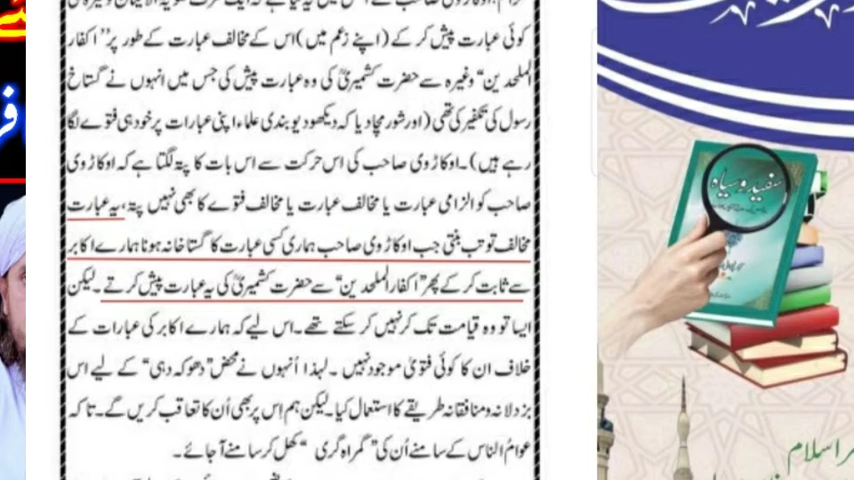 کوئی عبارت پیش کر کے (اپنے زعم میں) اس کے مخالف عبارت کے طور پر "اکفار
الملحدین" وغیرہ سے حضرت کشمیریؒ کی وہ عبارت پیش کی جس میں انہوں نے گستاخ
رسول کی تکفیر کی تھی (اور شور مچا دیا کہ دیکھو دیوبندی علماء اپنی عبارات پر خود ہی فتوے لگا
رہے ہیں)۔ اوکاڑوی صاحب کی اس حرکت سے اس بات کا پتہ لگتا ہے کہ اوکاڑوی
صاحب کو الزامی عبارت یا مخالف عبارت یا مخالف فتوے کا بھی نہیں پتہ، یہ عبارت
مخالف تو تب بنتی جب اوکاڑوی صاحب ہماری کسی عبارت کا گستاخانہ ہونا ہمارے اکابر
سے ثابت کر کے پھر "اکفار الملحدین" سے حضرت کشمیریؒ کی یہ عبارت پیش کرتے۔ لیکن
ایسا تو وہ قیامت تک کر نہیں کر سکتے تھے۔ اس لیے کہ ہمارے اکابر کی عبارات کے
خلاف ان کا کوئی فتویٰ موجود نہیں۔ لہذا اُنہوں نے محض "دھوکہ دہی" کے لیے اس
بزدلانہ ومنافقانہ طریقے کا استعمال کیا۔ لیکن ہم اِس پر بھی اُن کا تعاقب کریں گے۔ تا کہ
عوامُ الناس کے سامنے اُن کی "گمراہ گری" کھل کر سامنے آ جائے۔
سفید و سیاہ